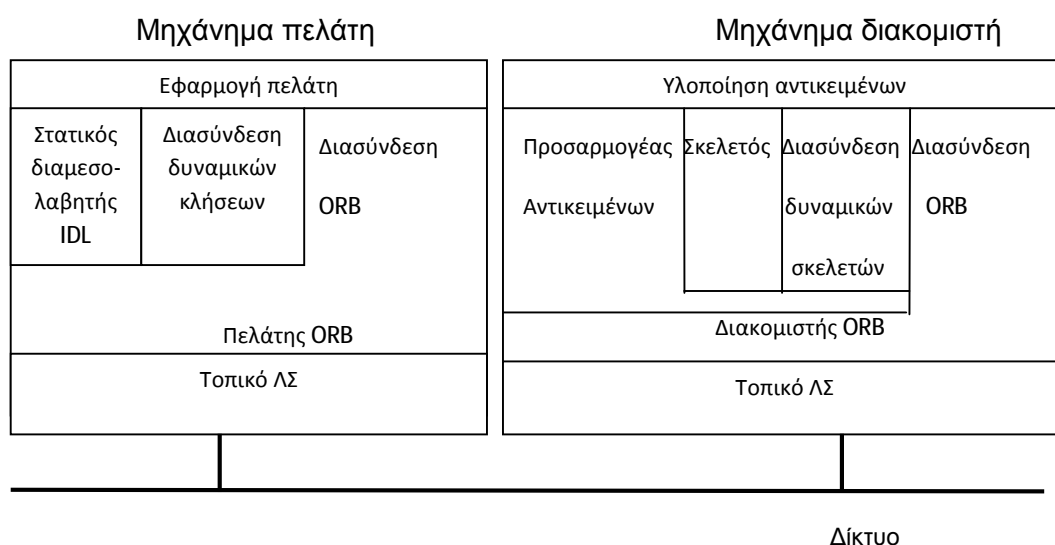 Μηχάνημα πελάτη
Μηχάνημα διακομιστή
Εφαρμογή πελάτη
Στατικός
διαμεσο-
λαβητής
IDL
Διασύνδεση
δυναμικών
κλήσεων
Διασύνδεση
ORB
Πελάτης ORB
Τοπικό ΛΣ
Υλοποίηση αντικειμένων
Προσαρμογέας
Αντικειμένων
Σκελετός
Διασύνδεση
δυναμικών
σκελετών
Διασύνδεση
ORB
Διακομιστής ORB
Τοπικό ΛΣ
Δίκτυο